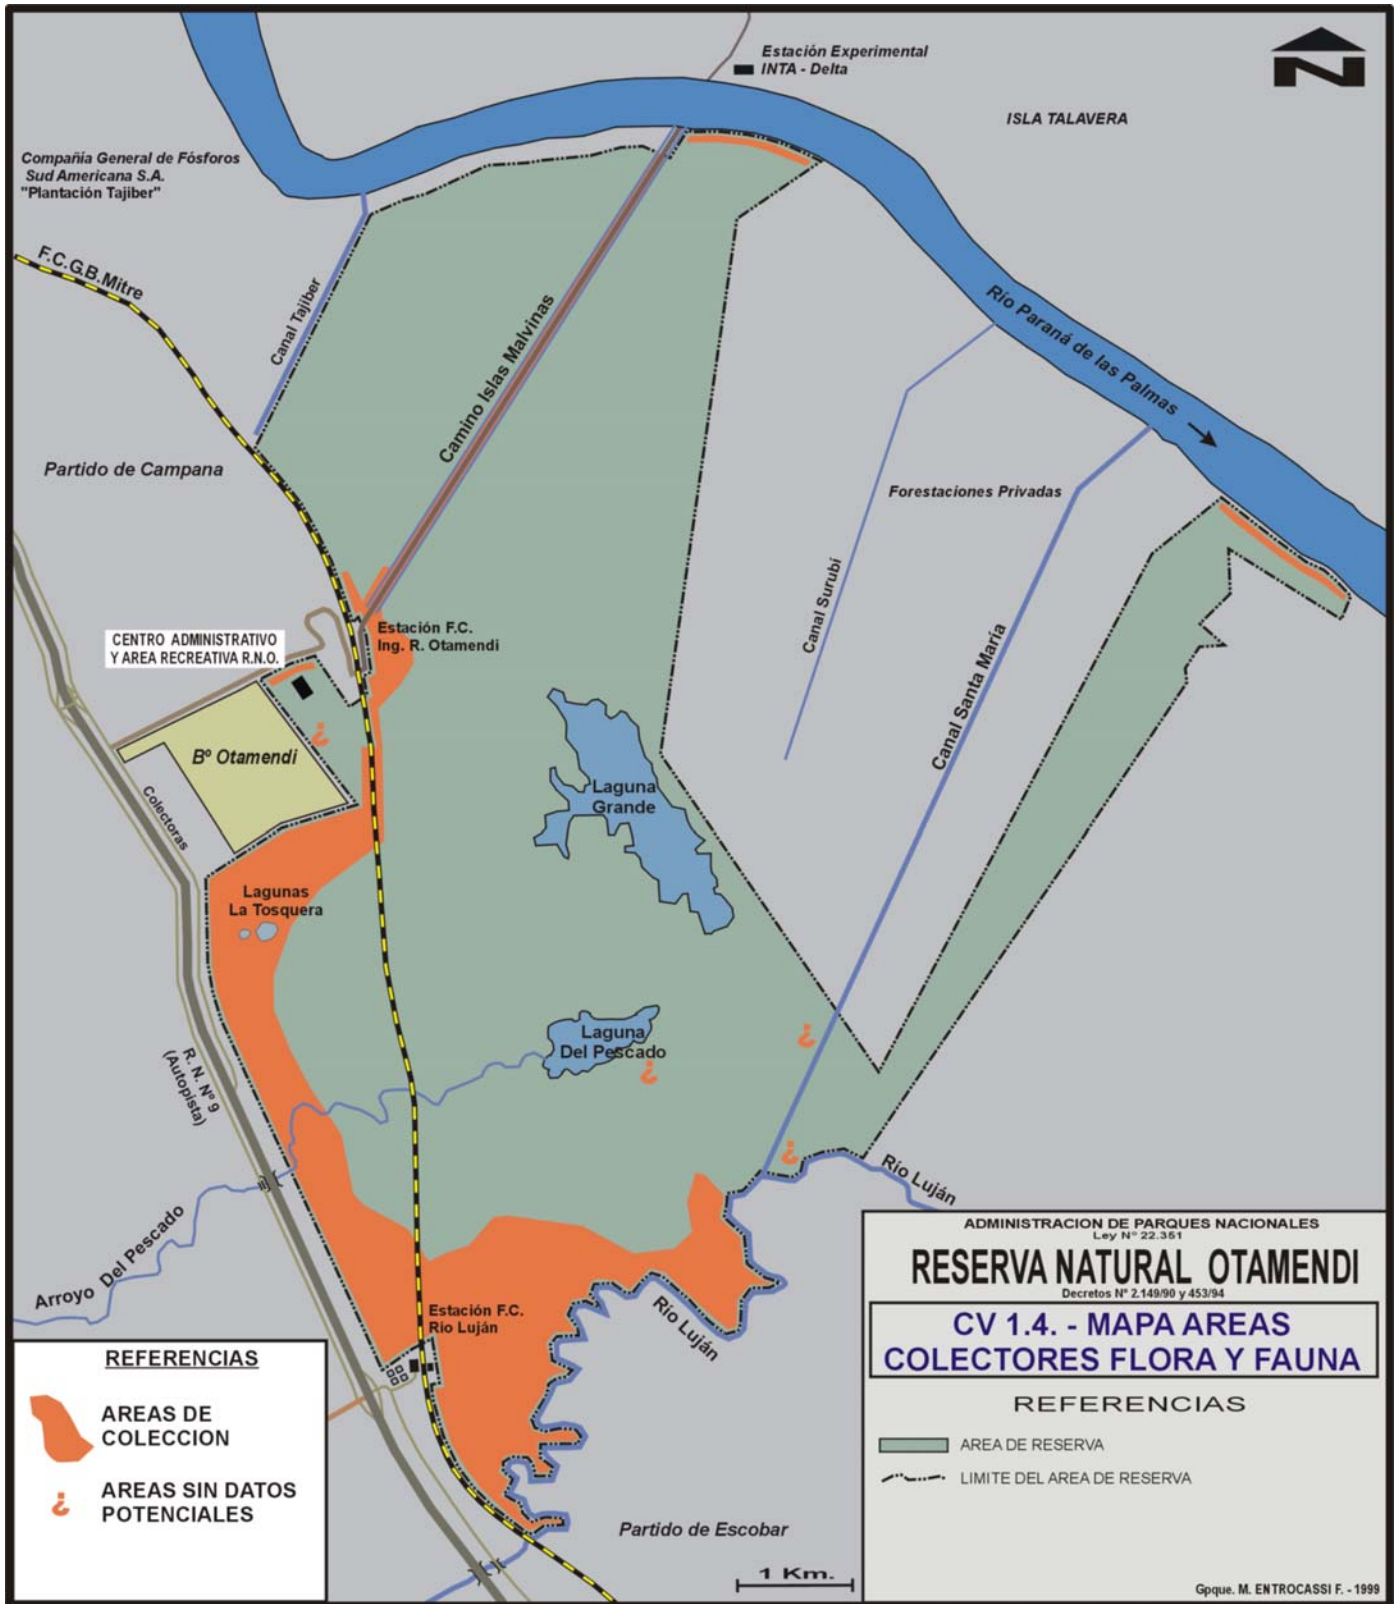 Estación Experimental
INTA - Delta
N
ISLA TALAVERA
Compañia General de Fósforos
Sud Americana S.A.
"Plantación Tajiber"
F.C.G.B.Mitre
Canal Tajiber
Camino Islas Malvinas
Río Paraná de las Palmas
Partido de Campana
Forestaciones Privadas
Canal Surubi
Canal Santa María
CENTRO ADMINISTRATIVO
Y AREA RECREATIVA R.N.O.
Estación F.C.
Ing. R. Otamendi
Bº Otamendi
Colectoras
Laguna
Grande
Lagunas
La Tosquera
Laguna
Del Pescado
¿
¿
¿
¿
R. N. Nº 9
(Autopista)
Arroyo Del Pescado
Río Luján
Río Luján
Estación F.C.
Rio Luján
Partido de Escobar
1 Km.
REFERENCIAS
AREAS DE
COLECCION
¿
AREAS SIN DATOS
POTENCIALES
ADMINISTRACION DE PARQUES NACIONALES
Ley Nº 22.351
RESERVA NATURAL OTAMENDI
Decretos Nº 2.149/90 y 453/94
CV 1.4. - MAPA AREAS
COLECTORES FLORA Y FAUNA
REFERENCIAS
AREA DE RESERVA
LIMITE DEL AREA DE RESERVA
Gpque. M. ENTROCASSI F. - 1999